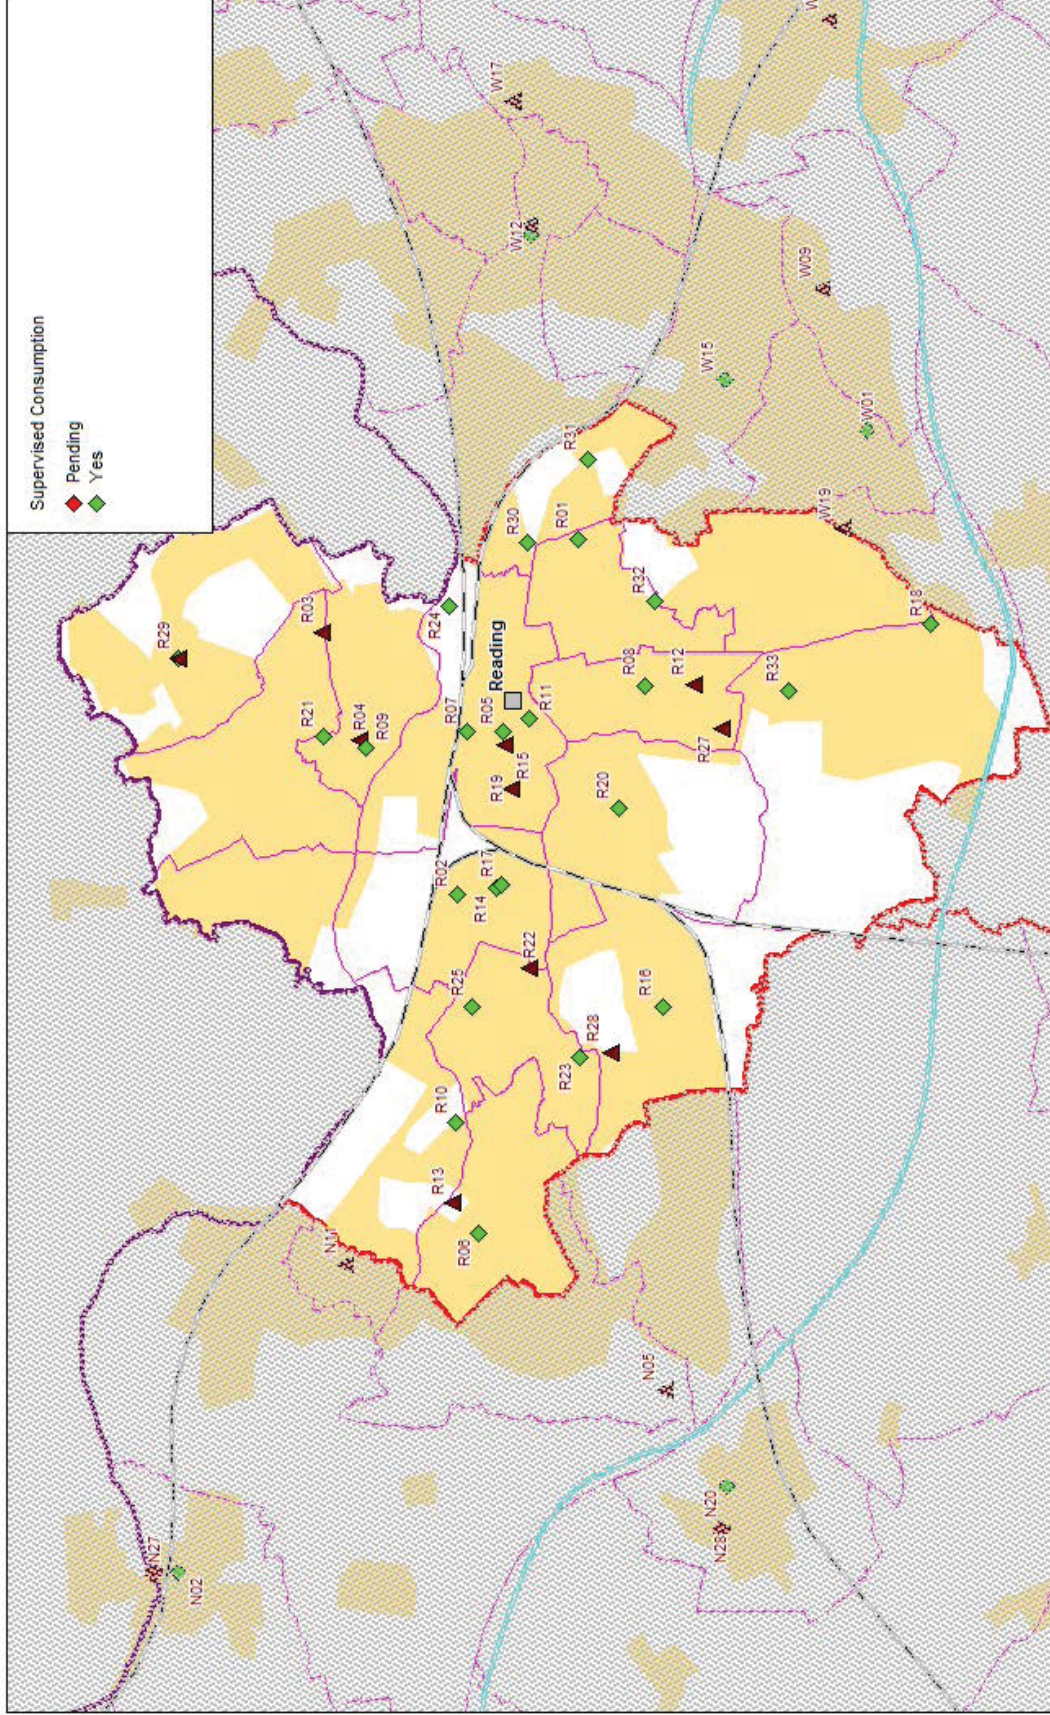 Supervised Consumption
Pending
Yes
W
W17
W12
W09
W15
W01
W19
R31
R30
R01
R32
R18
R24
R03
R29
R08
R12
R33
Reading
R07
R05
R11
R21
R04
R09
R27
R19
R15
R20
R02
R17
R14
R22
R25
R16
R28
R23
R10
R13
R06
N11
N05
N20
N28
N27
N02